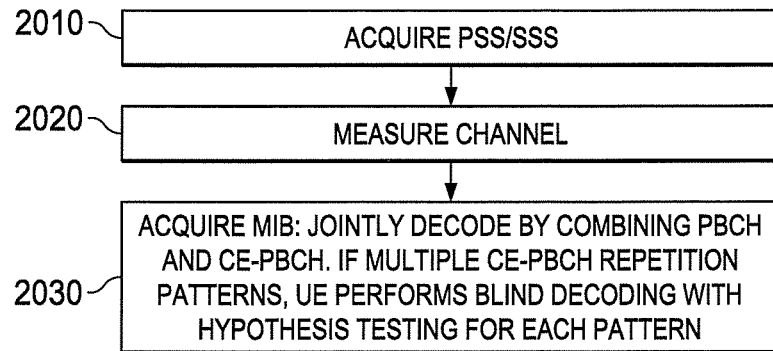 2010
ACQUIRE PSS/SSS
2020
MEASURE CHANNEL
2030
ACQUIRE MIB: JOINTLY DECODE BY COMBINING PBCH
AND CE-PBCH. IF MULTIPLE CE-PBCH REPETITION
PATTERNS, UE PERFORMS BLIND DECODING WITH
HYPOTHESIS TESTING FOR EACH PATTERN